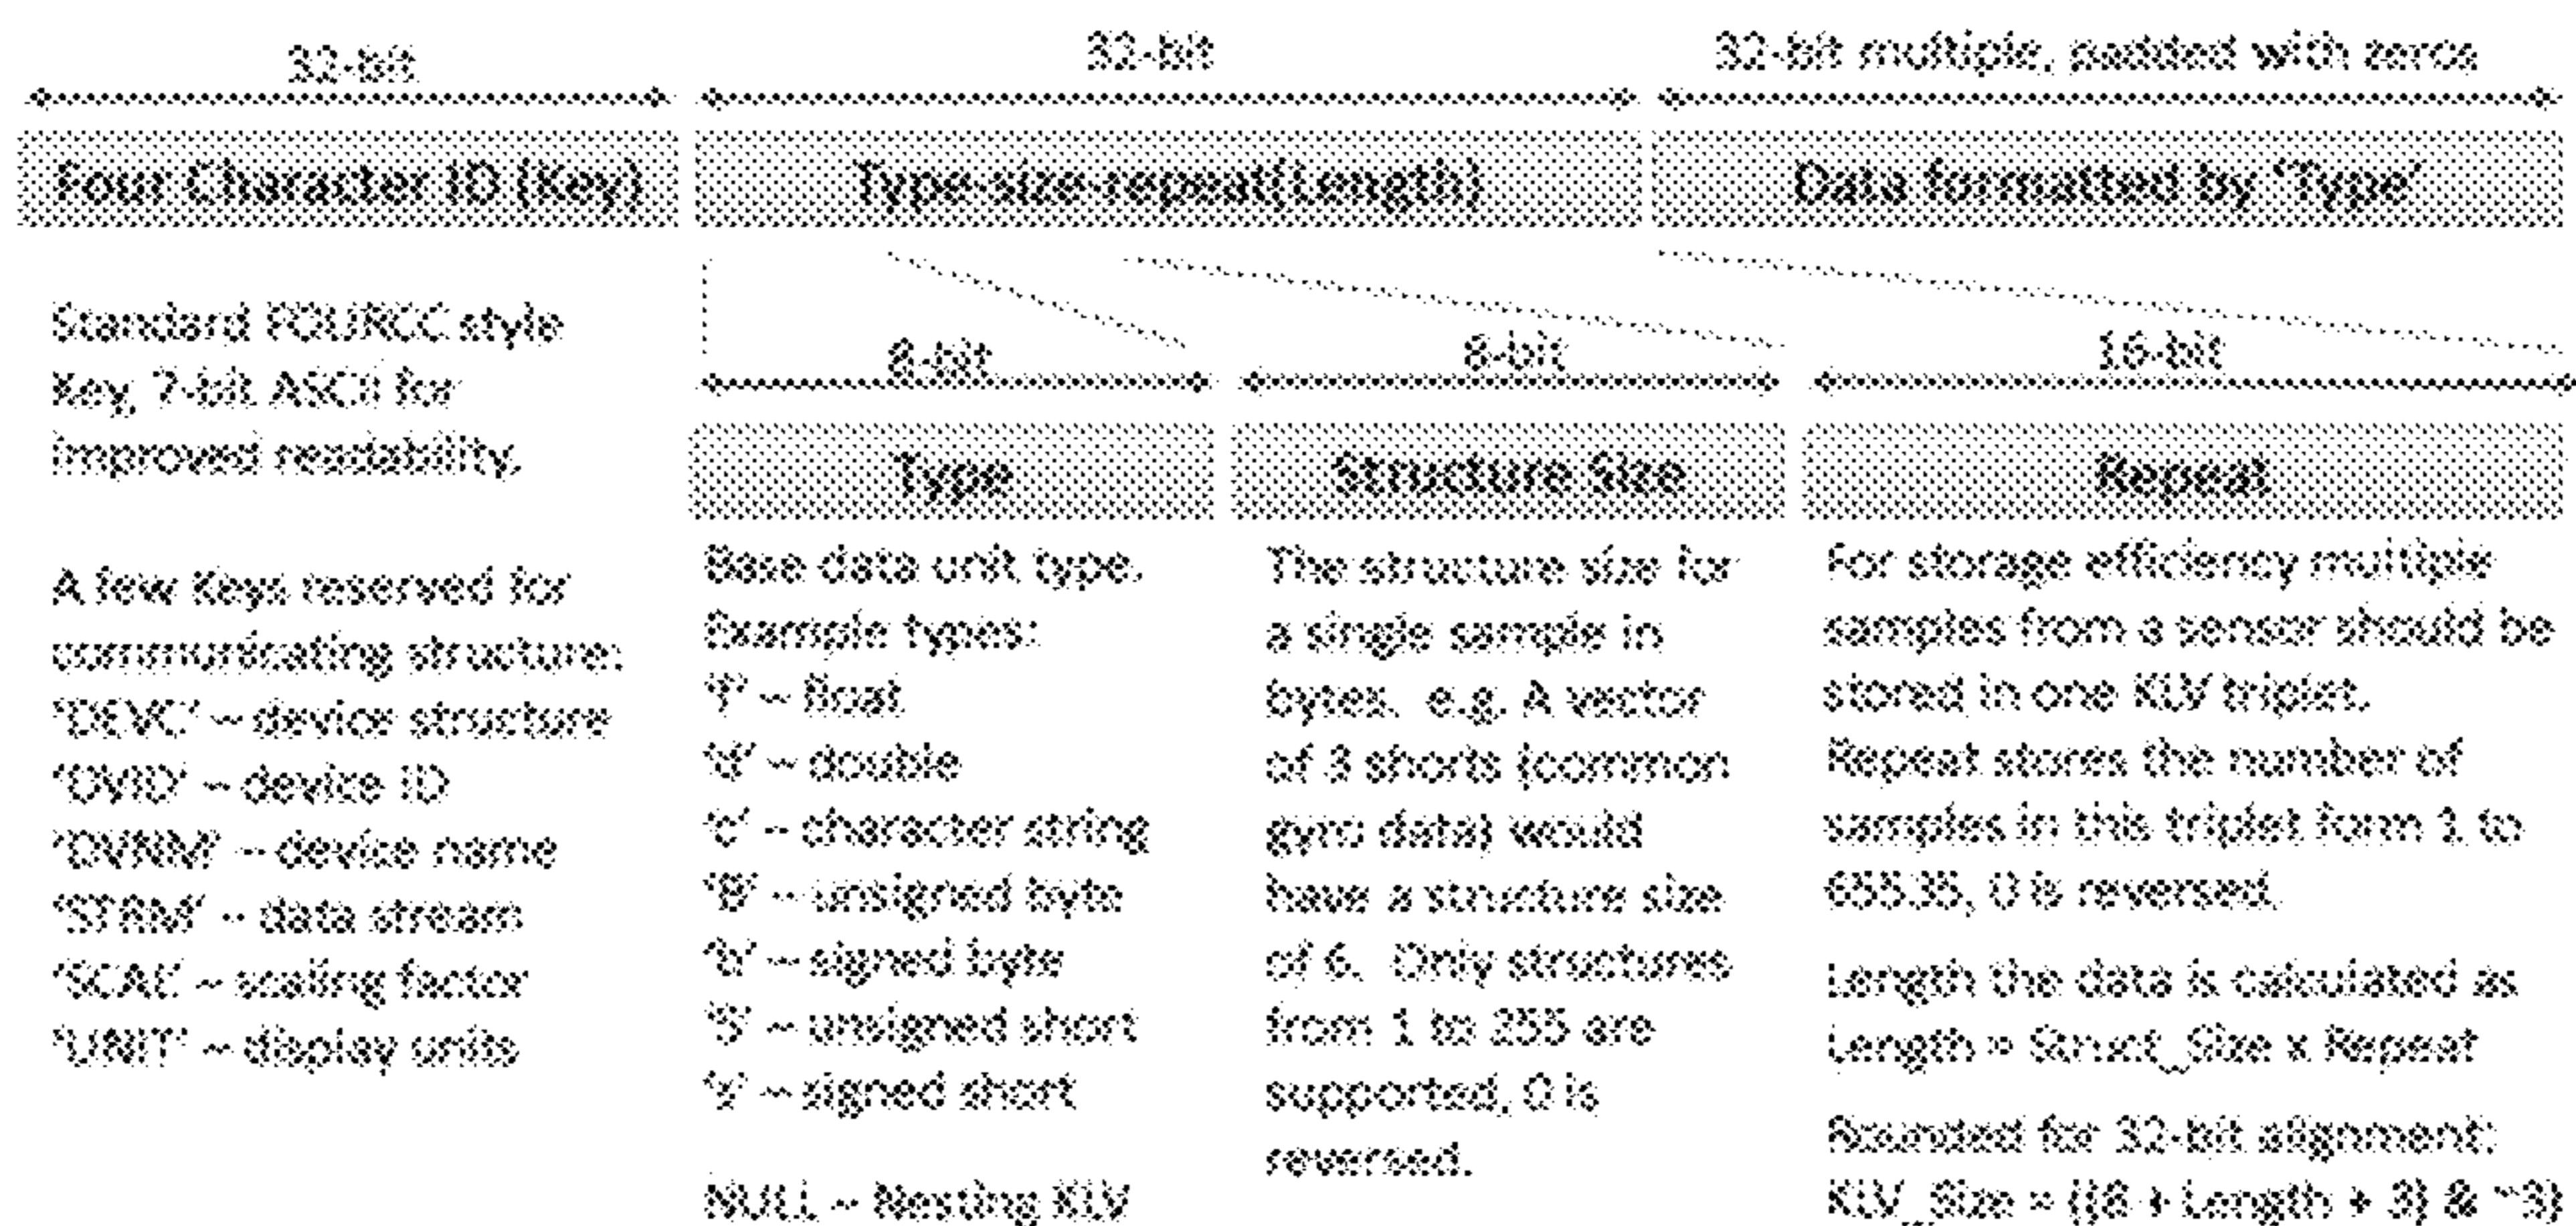 32-bit
32-bit
32-bit multiple, padded with zeros
Four Character ID (Key)
Type-size-repeat(Length)
Data formatted by ‘Type’
Standard FOURCC style
Key, 7-bit ASCII for
improved readability.
A few Keys reserved for
communicating structure:
‘DEVC’ – device structure
‘DVID’ – device ID
‘DVNM’ – device name
‘STRM’ – data stream
‘SCAL’ – scaling factor
‘UNIT’ – display units
8-bit
Type
Base data unit type.
Example types:
‘f’ – float
‘d’ – double
‘c’ – character string
‘B’ – unsigned byte
‘b’ – signed byte
‘S’ – unsigned short
‘s’ – signed short
NULL – Nesting KLV
8-bit
Structure Size
The structure size for
a single sample in
bytes. e.g. A vector
of 3 shorts (common
gyro data) would
have a structure size
of 6. Only structures
from 1 to 255 are
supported, 0 is
reversed.
16-bit
Repeat
For storage efficiency multiple
samples from a sensor should be
stored in one KLV triplet.
Repeat stores the number of
samples in this triplet form 1 to
65535, 0 is reversed.
Length the data is calculated as
Length = Struct_Size x Repeat
Rounded for 32-bit alignment:
KLV_Size = ((8 + Length + 3) & ~3)